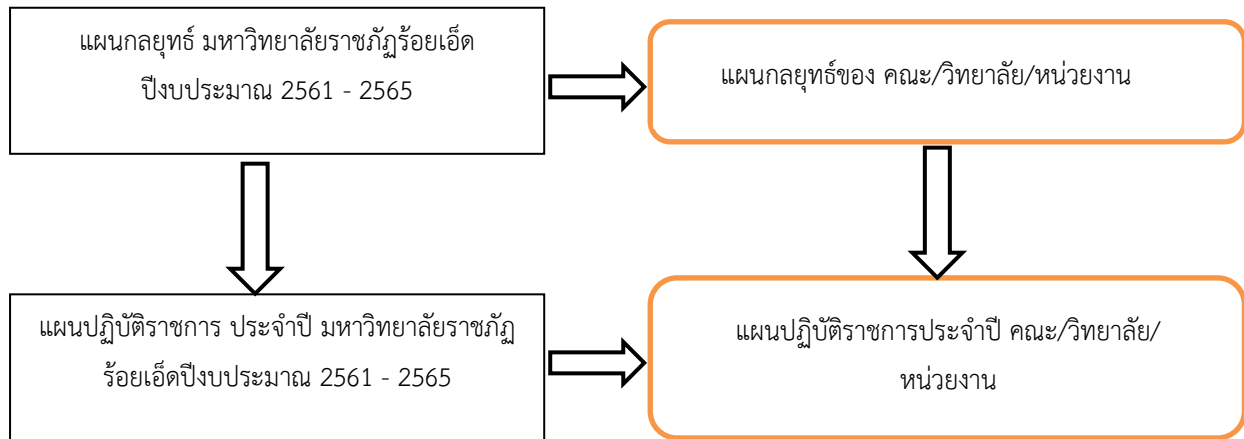 แผนกลยุทธ์ มหาวิทยาลัยราชภัฏร้อยเอ็ด
ปีงบประมาณ 2561 - 2565
แผนกลยุทธ์ของ คณะ/วิทยาลัย/หน่วยงาน
แผนปฏิบัติราชการ ประจำปี มหาวิทยาลัยราชภัฏ
ร้อยเอ็ดปีงบประมาณ 2561 - 2565
แผนปฏิบัติราชการประจำปี คณะ/วิทยาลัย/
หน่วยงาน